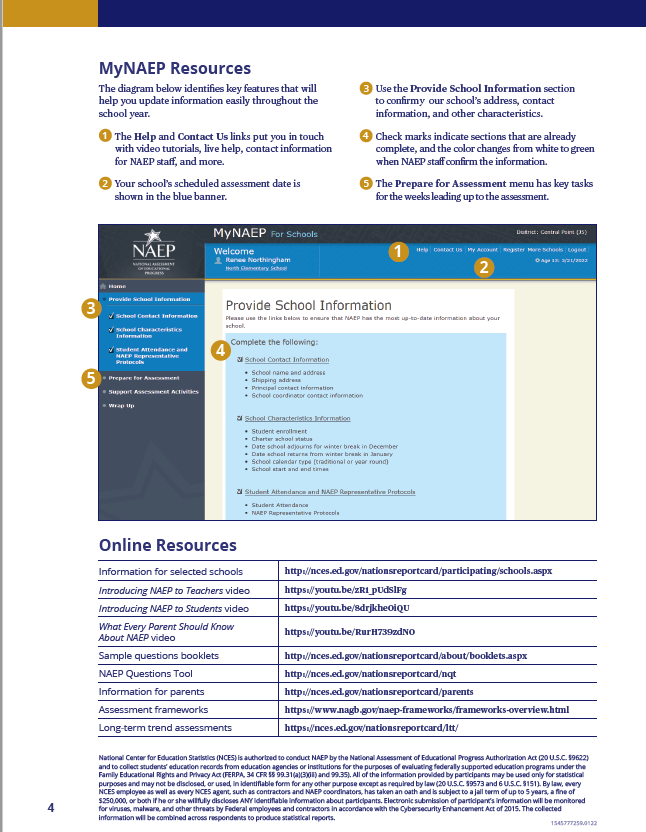 MyNAEP Resources
The diagram below identifies key features that will
help you update information easily throughout the
school year.
1 The Help and Contact Us links put you in touch
with video tutorials, live help, contact information
for NAEP staff, and more.
2 Your school's scheduled assessment date is
shown in the blue banner.
3 Use the Provide School Information section
to confirmy our school's address, contact
information, and other characteristics.
4 Check marks indicate sections that are already
complete, and the color changes from white to green
when NAEP staff confirm the information.
5 The Prepare for Assessment menu has key tasks
for the weeks leading up to the assessment.
NAEP
NATIONAL ASSESSMENT
OF EDUCATIONAL
PROGRESS
MyNAEP For Schools
District: Central Point (JS)
Welcome
Renee Northingham
North Elementary School
1
Help Contact Us My Account Register More Schools Logout
2
Age 13: 3/21/2022
Home
3
Provide School Information
School Contact Information
School Characteristics
Information
Student Attendance and
NAEP Representative
Protocols
5
Prepare for Assessment
Support Assessment Activities
Wrap Up
Provide School Information
Please use the links below to ensure that NAEP has the most up-to-date information about your
school.
4
Complete the following:
School Contact Information
• School name and address
• Shipping address
• Principal contact information
• School coordinator contact information
School Characteristics Information
• Student enrollment
• Charter school status
• Date school adjourns for winter break in December
• Date school returns from winter break in January
• School calendar type (traditional or year round)
• School start and end times
Student Attendance and NAEP Representative Protocols
• Student Attendance
• NAEP Representative Protocols
Online Resources
Information for selected schools http://nces.ed.gov/nationsreportcard/participating/schools.aspx
Introducing NAEP to Teachers video https://youtu.be/zR1_pUdSlFg
Introducing NAEP to Students video https://youtu.be/8drjkhe0iQU
What Every Parent Should Know
About NAEP video https://youtu.be/RurH739zdN0
Sample questions booklets http://nces.ed.gov/nationsreportcard/about/booklets.aspx
NAEP Questions Tool http://nces.ed.gov/nationsreportcard/nqt
Information for parents http://nces.ed.gov/nationsreportcard/parents
Assessment frameworks https://www.nagb.gov/naep-frameworks/frameworks-overview.html
Long-term trend assessments https://nces.ed.gov/nationsreportcard/ltt/
National Center for Education Statistics (NCES) is authorized to conduct NAEP by the National Assessment of Educational Progress Authorization Act (20 U.S.C. §9622)
and to collect students' education records from education agencies or institutions for the purposes of evaluating federally supported education programs under the
Family Educational Rights and Privacy Act (FERPA, 34 CFR §§ 99.31(a)(3)(iii) and 99.35). All of the information provided by participants may be used only for statistical
purposes and may not be disclosed, or used, in identifiable form for any other purpose except as required by law (20 U.S.C. §9573 and 6 U.S.C. §151). By law, every
NCES employee as well as every NCES agent, such as contractors and NAEP coordinators, has taken an oath and is subject to a jail term of up to 5 years, a fine of
$250,000, or both if he or she willfully discloses ANY identifiable information about participants. Electronic submission of participant's information will be monitored
for viruses, malware, and other threats by Federal employees and contractors in accordance with the Cybersecurity Enhancement Act of 2015. The collected
information will be combined across respondents to produce statistical reports.
4
1545777259.0122